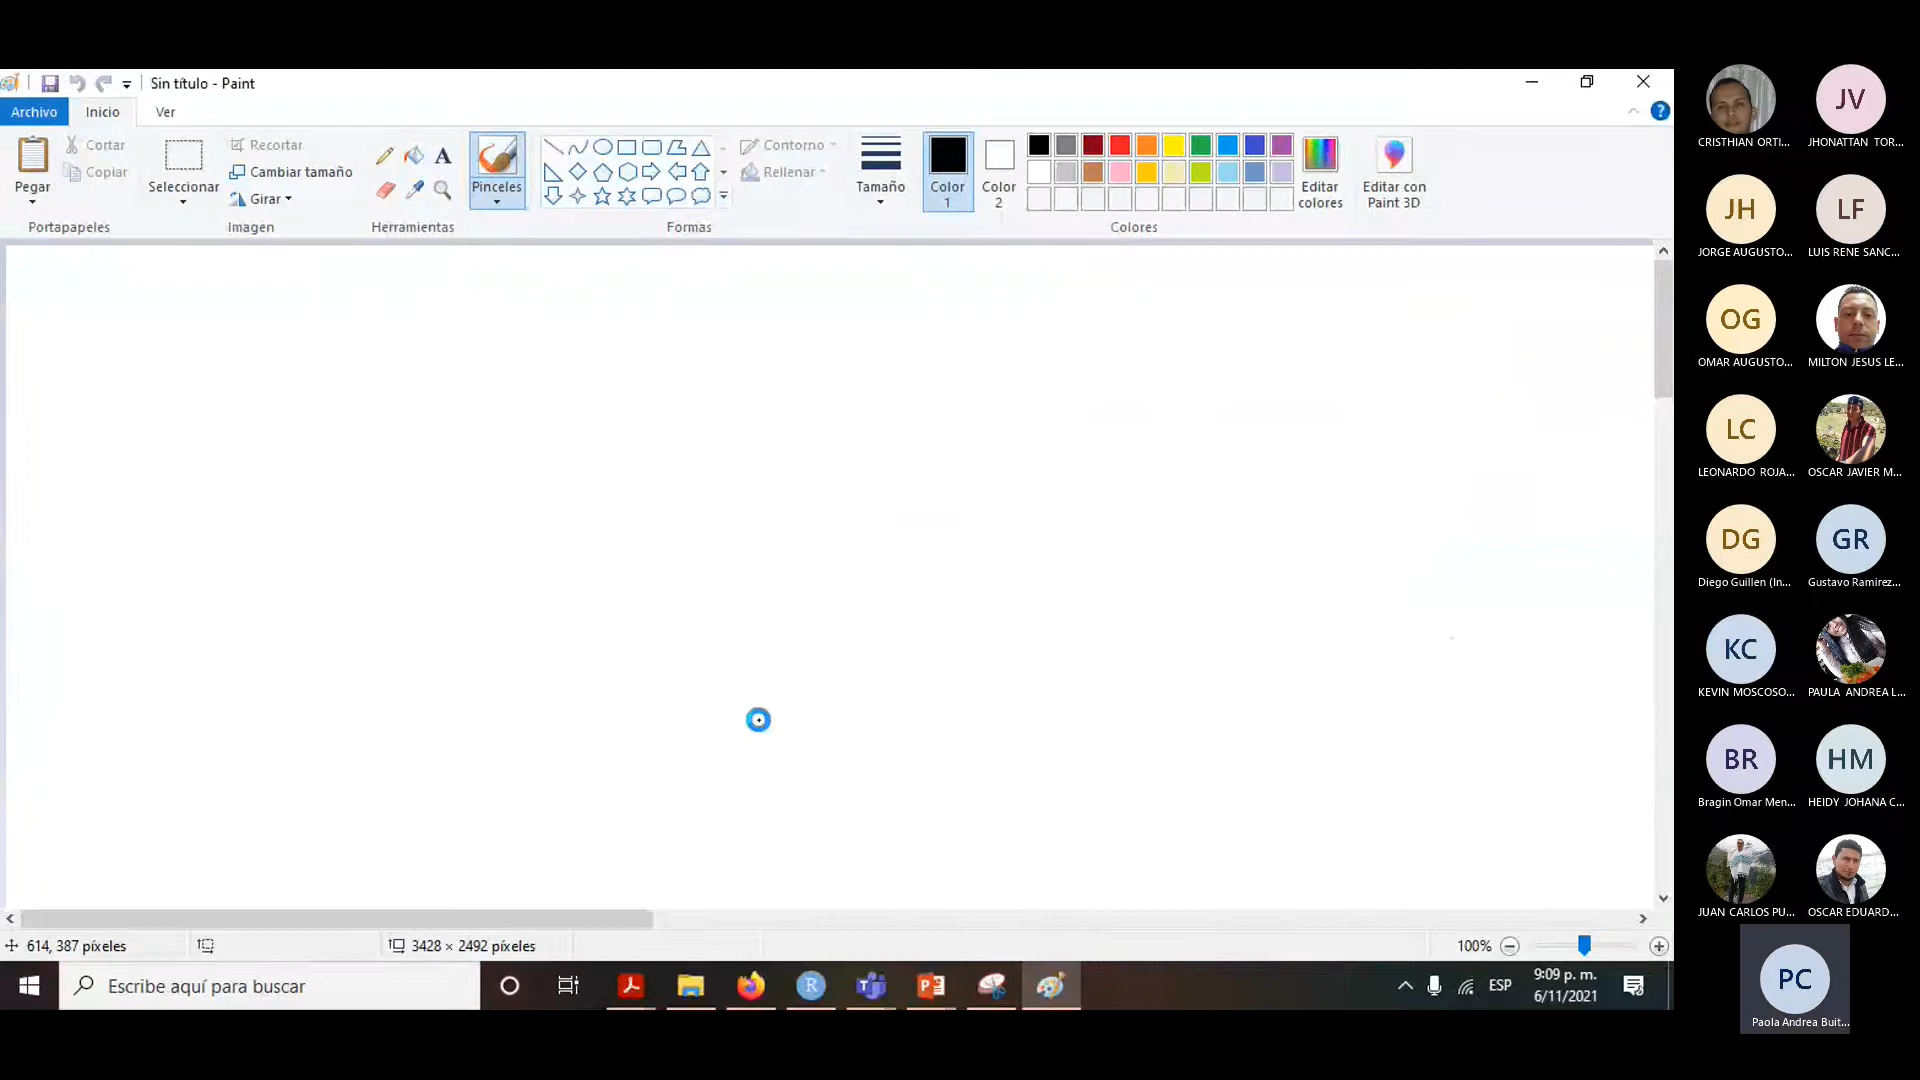 Sin título - Paint
Archivo
Inicio
Ver
Pegar
Cortar
Copiar
Portapapeles
Seleccionar
Recortar
Cambiar tamaño
Girar
Imagen
A
Herramientas
Pinceles
Contorno
Rellenar
Formas
Tamaño
Color
1
Color
2
Editar
colores
Colores
Editar con
Paint 3D
614, 387 píxeles
3428 × 2492 píxeles
100%
Escribe aquí para buscar
R
ESP
9:09 p. m.
6/11/2021
CRISTHIAN ORTI...
JV
JHONATTAN TOR...
JH
JORGE AUGUSTO...
LF
LUIS RENE SANC...
OG
OMAR AUGUSTO...
MILTON JESUS LE...
LC
LEONARDO ROJA...
OSCAR JAVIER M...
DG
Diego Guillen (In...
GR
Gustavo Ramirez...
KC
KEVIN MOSCOSO...
PAULA ANDREA L...
BR
Bragin Omar Men...
HM
HEIDY JOHANA C...
JUAN CARLOS PU...
OSCAR EDUARD...
PC
Paola Andrea Buit...